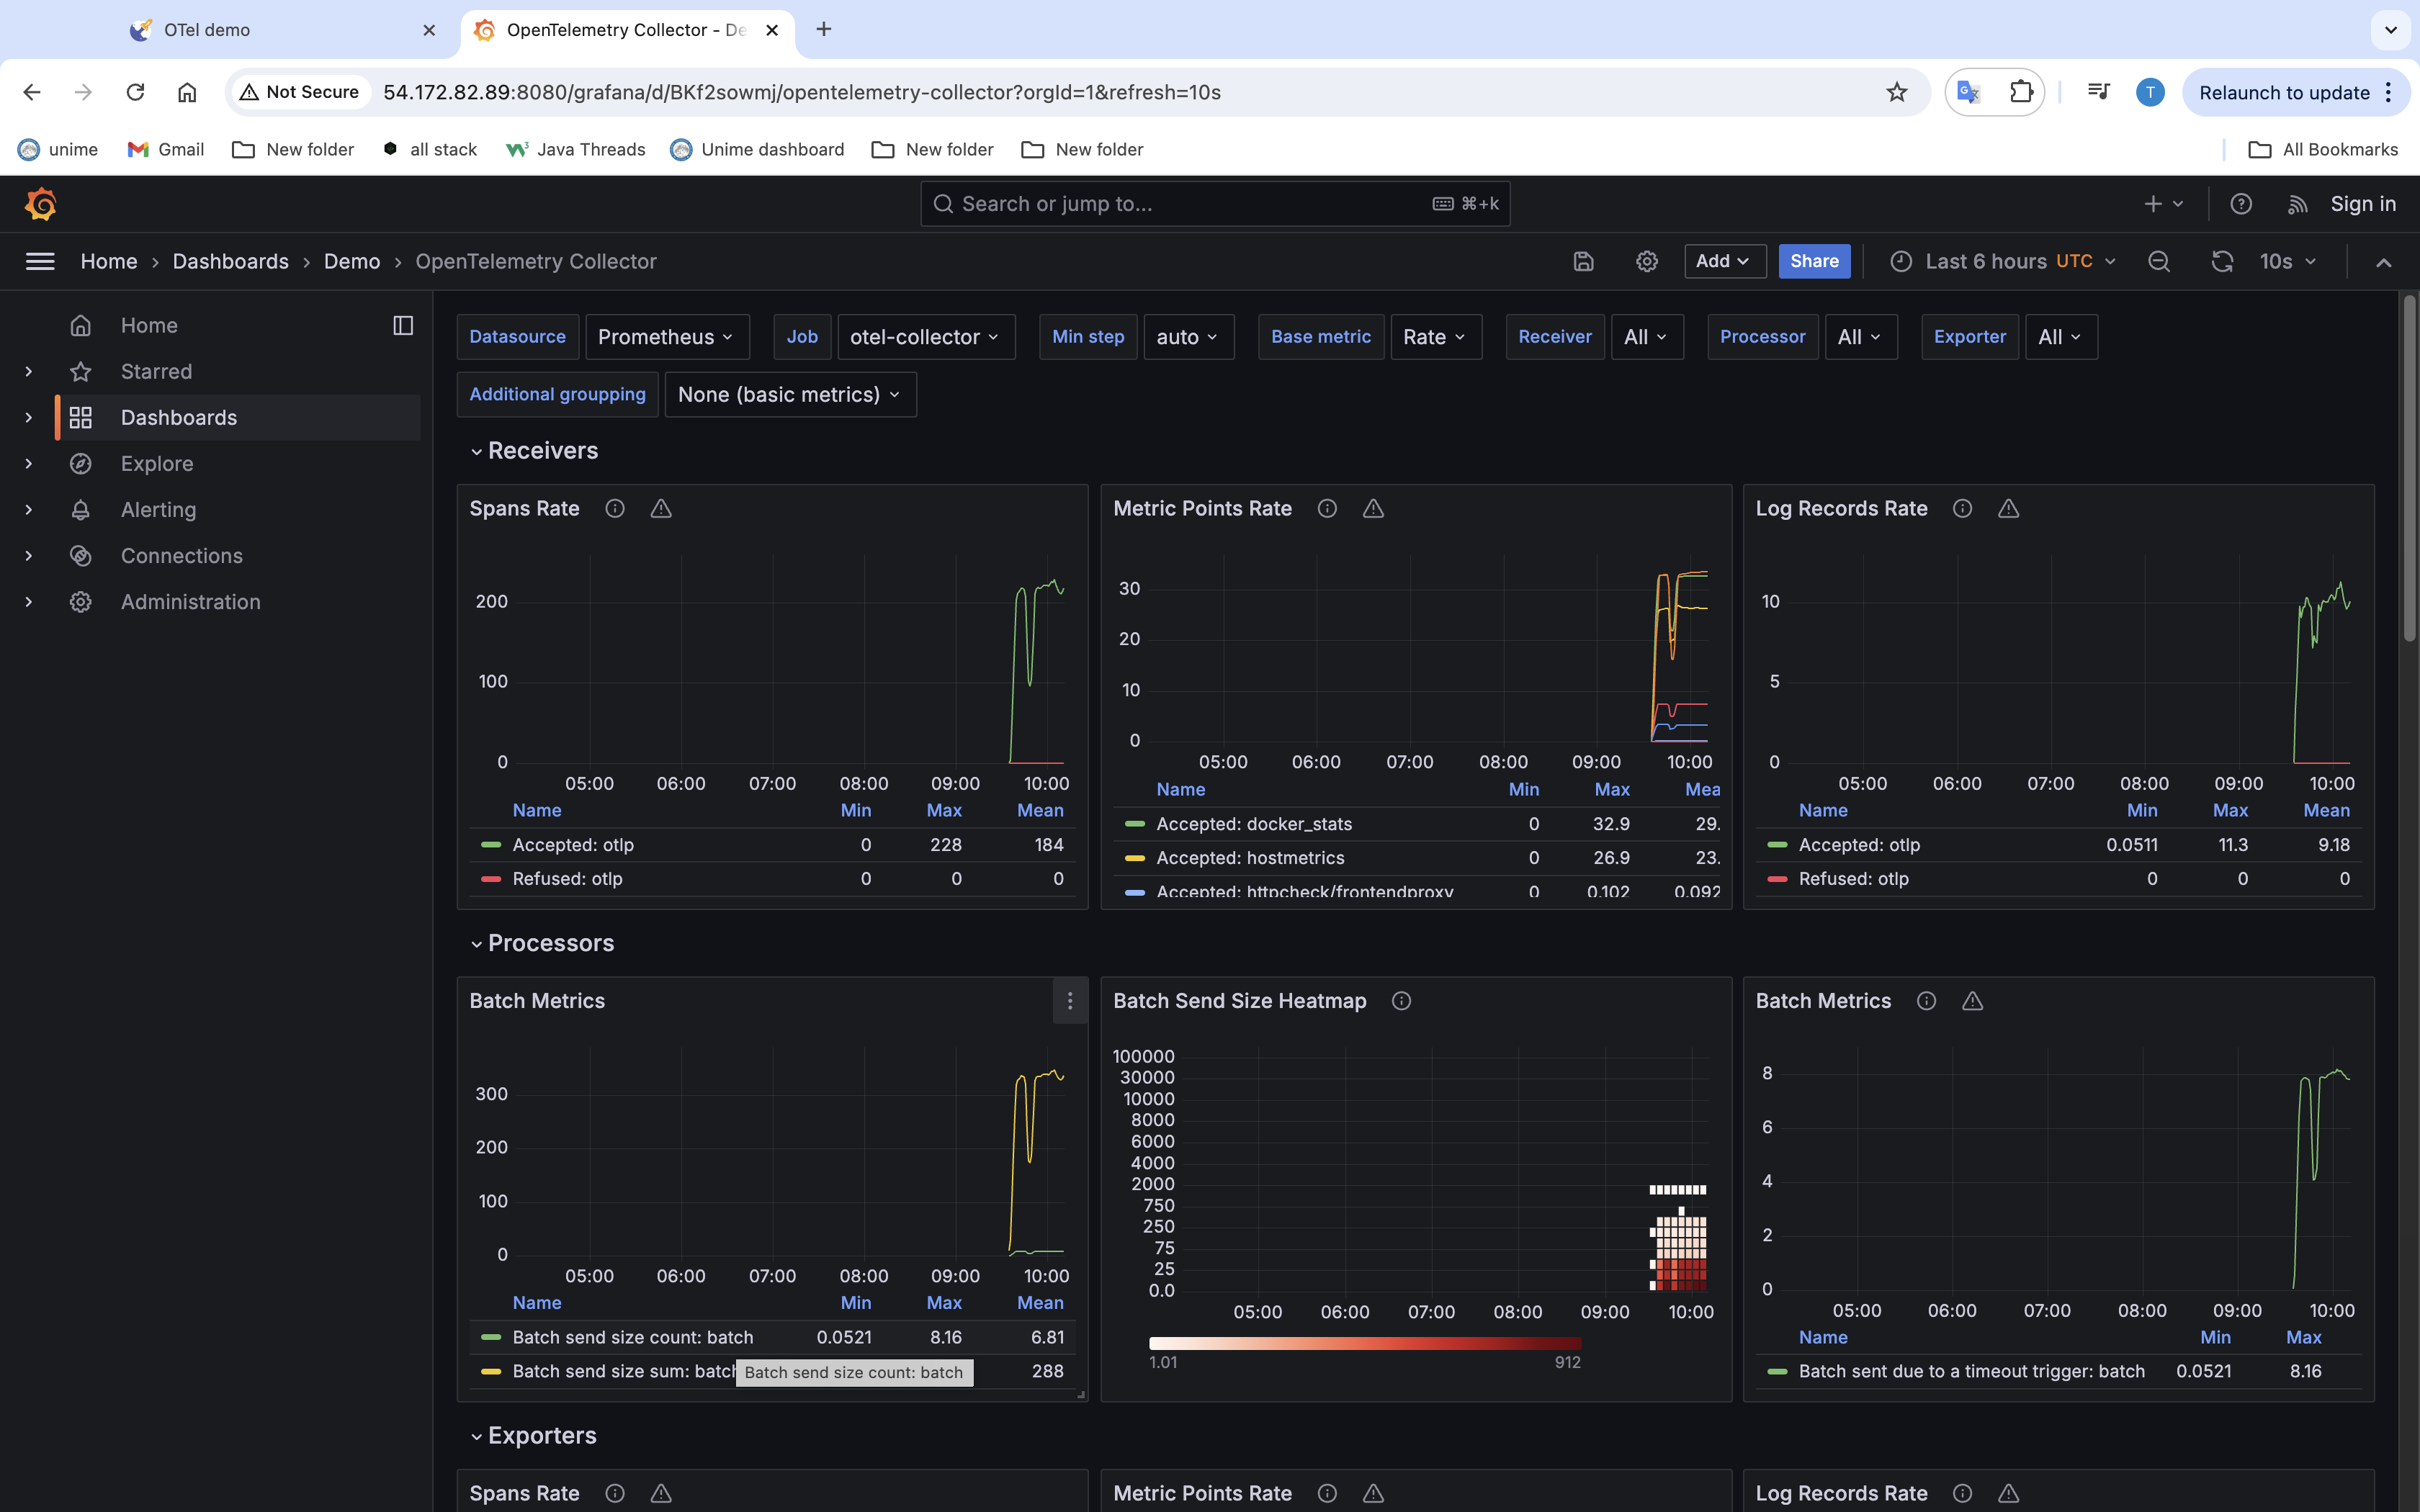 OTel demo
OpenTelemetry Collector - De
Not Secure
54.172.82.89:8080/grafana/d/BKf2sowmj/opentelemetry-collector?orgId=1&refresh=10s
T
Relaunch to update
unime
Gmail
New folder
all stack
Java Threads
Unime dashboard
New folder
New folder
All Bookmarks
Search or jump to...
⌘+k
Sign in
Home › Dashboards › Demo › OpenTelemetry Collector
Add
Share
Last 6 hours UTC
10s
Home
Starred
Dashboards
Explore
Alerting
Connections
Administration
Datasource Prometheus
Job otel-collector
Min step auto
Base metric Rate
Receiver All
Processor All
Exporter All
Additional groupping None (basic metrics)
Receivers
Spans Rate
200
100
0
05:00 06:00 07:00 08:00 09:00 10:00
Name Min Max Mean
Accepted: otlp 0 228 184
Refused: otlp 0 0 0
Metric Points Rate
30
20
10
0
05:00 06:00 07:00 08:00 09:00 10:00
Name Min Max Mea
Accepted: docker_stats 0 32.9 29.
Accepted: hostmetrics 0 26.9 23.
Accepted: httpcheck/frontendproxy 0 0.102 0.092
Log Records Rate
10
5
0
05:00 06:00 07:00 08:00 09:00 10:00
Name Min Max Mean
Accepted: otlp 0.0511 11.3 9.18
Refused: otlp 0 0 0
Processors
Batch Metrics
300
200
100
0
05:00 06:00 07:00 08:00 09:00 10:00
Name Min Max Mean
Batch send size count: batch 0.0521 8.16 6.81
Batch send size sum: batch 288
Batch send size count: batch
Batch Send Size Heatmap
100000
30000
10000
8000
6000
4000
2000
750
250
75
25
0.0
05:00 06:00 07:00 08:00 09:00 10:00
1.01 912
Batch Metrics
8
6
4
2
0
05:00 06:00 07:00 08:00 09:00 10:00
Name Min Max
Batch sent due to a timeout trigger: batch 0.0521 8.16
Exporters
Spans Rate
Metric Points Rate
Log Records Rate